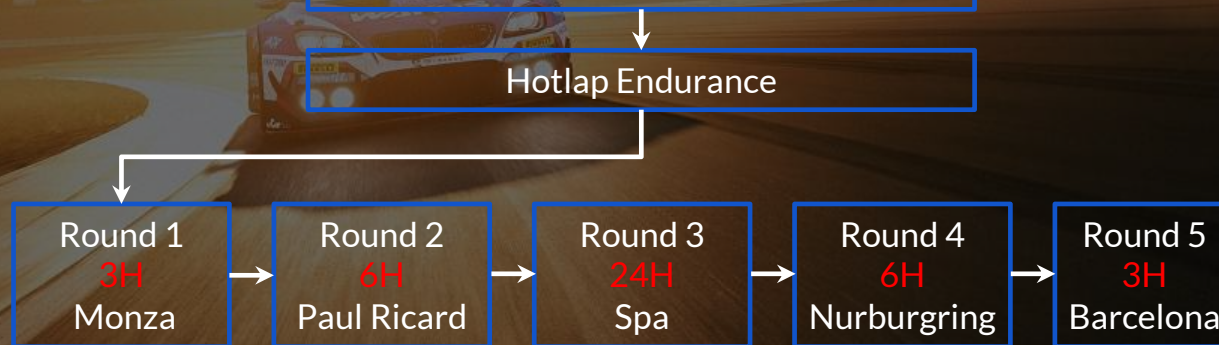 Hotlap Endurance
Round 1
3H
Monza
Round 2
6H
Paul Ricard
Round 3
24H
Spa
Round 4
6H
Nurburgring
Round 5
3H
Barcelona